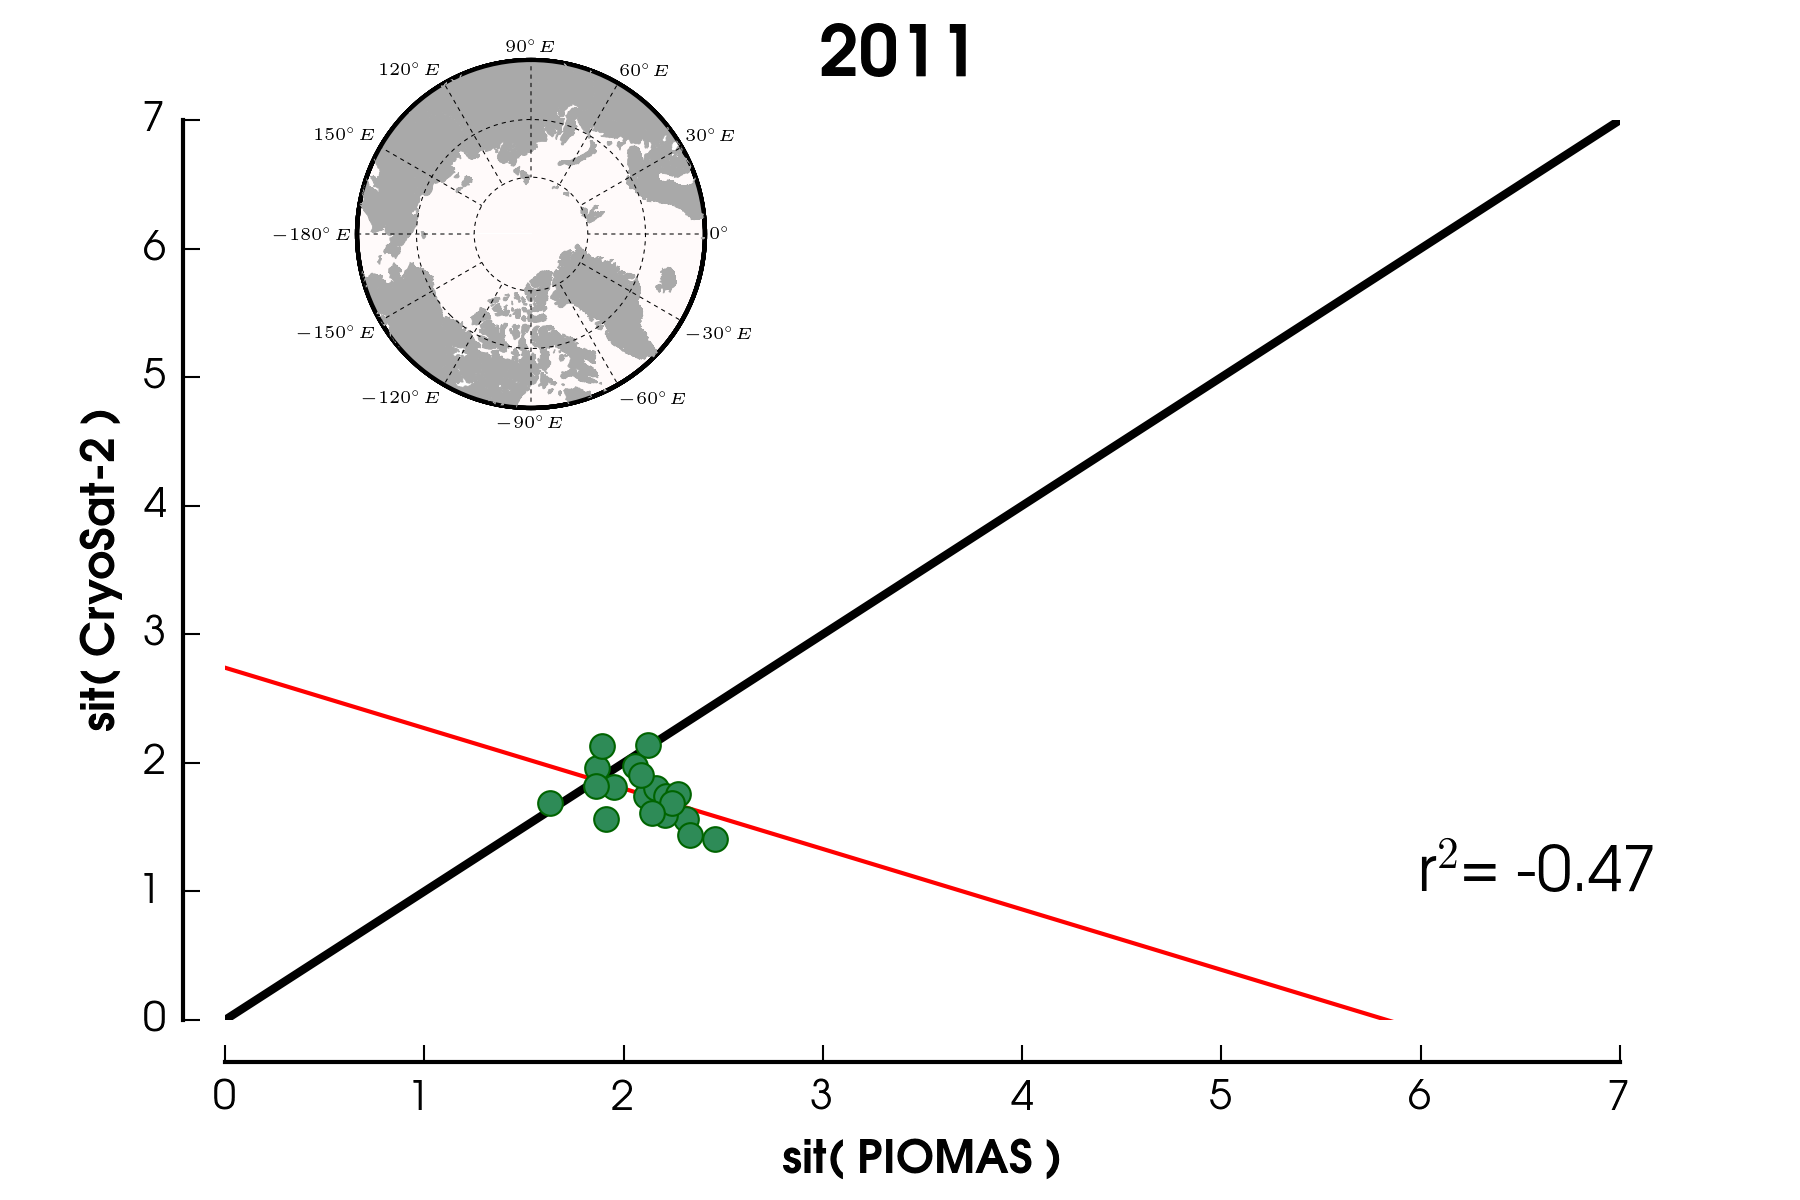 2011
90° E
120° E
60° E
150° E
30° E
−180° E
0°
−150° E
−30° E
−120° E
−60° E
−90° E
7
6
5
4
3
2
1
0
sit( CryoSat-2 )
r²= -0.47
0 1 2 3 4 5 6 7
sit( PIOMAS )